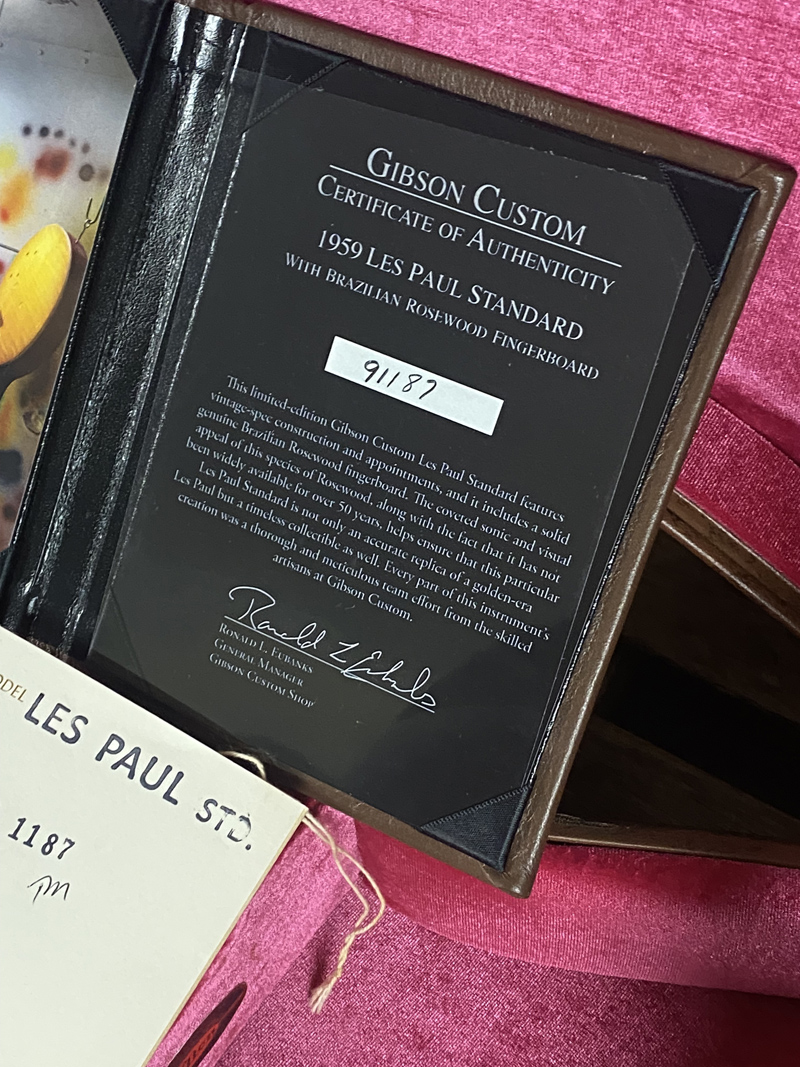 GIBSON CUSTOM
CERTIFICATE OF AUTHENTICITY
1959 LES PAUL STANDARD
WITH BRAZILIAN ROSEWOOD FINGERBOARD
91187
This limited-edition Gibson Custom Les Paul Standard features
vintage-spec construction and appointments, and it includes a solid
genuine Brazilian Rosewood fingerboard. The coveted sonic and visual
appeal of this species of Rosewood, along with the fact that it has not
been widely available for over 50 years, helps ensure that this particular
Les Paul Standard is not only an accurate replica of a golden-era
Les Paul but a timeless collectible as well. Every part of this instrument's
creation was a thorough and meticulous team effort from the skilled
artisans at Gibson Custom.
Ronald L Eubanks
RONALD L. EUBANKS
GENERAL MANAGER
GIBSON CUSTOM SHOP
ODEL LES PAUL STD.
1187